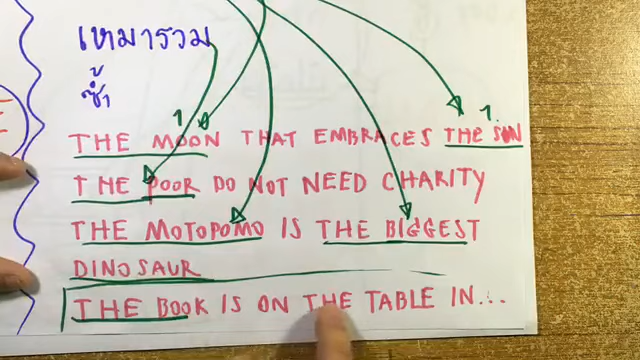 เหมารวม
ซ้ำ
1 1.
THE MOON THAT EMBRACES THE SUN
THE POOR DO NOT NEED CHARITY
THE MOTOPOMO IS THE BIGGEST
DINOSAUR
THE BOOK IS ON THE TABLE IN...